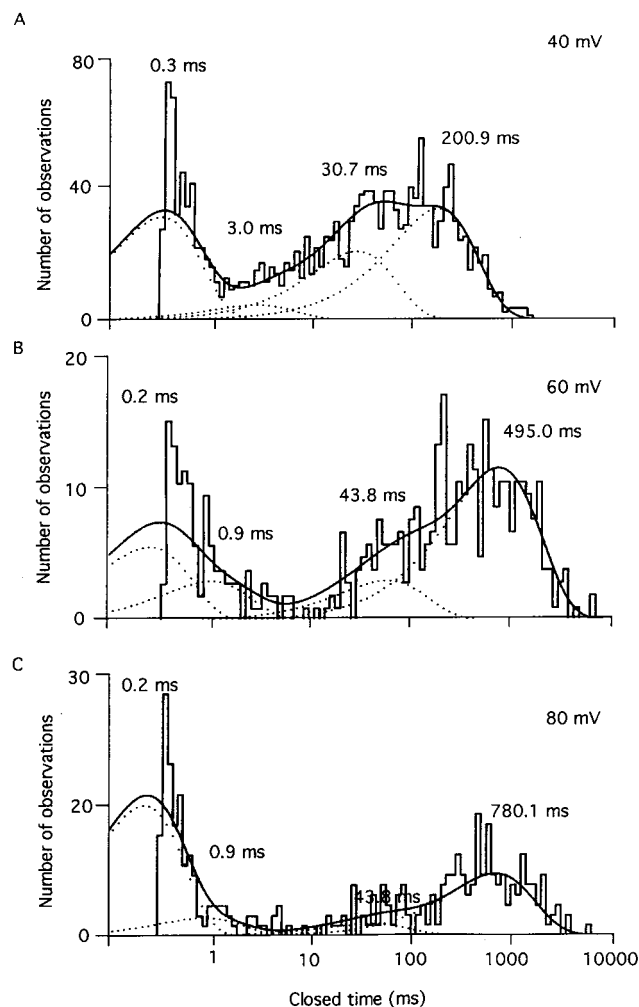 A
40 mV
80
0.3 ms
200.9 ms
30.7 ms
40
3.0 ms
0
Number of observations
B
20
60 mV
0.2 ms
495.0 ms
43.8 ms
10
0.9 ms
0
Number of observations
C
30
0.2 ms
80 mV
780.1 ms
20
0.9 ms
43.8 ms
0
Number of observations
1 10 100 1000 10000
Closed time (ms)